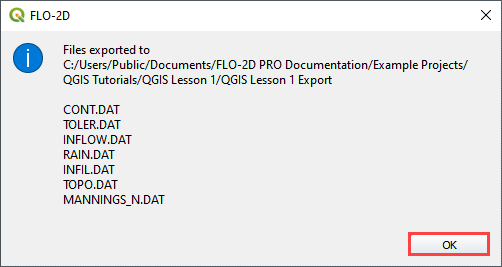 FLO-2D
Files exported to
C:/Users/Public/Documents/FLO-2D PRO Documentation/Example Projects/
QGIS Tutorials/QGIS Lesson 1/QGIS Lesson 1 Export
CONT.DAT
TOLER.DAT
INFLOW.DAT
RAIN.DAT
INFIL.DAT
TOPO.DAT
MANNINGS_N.DAT
OK